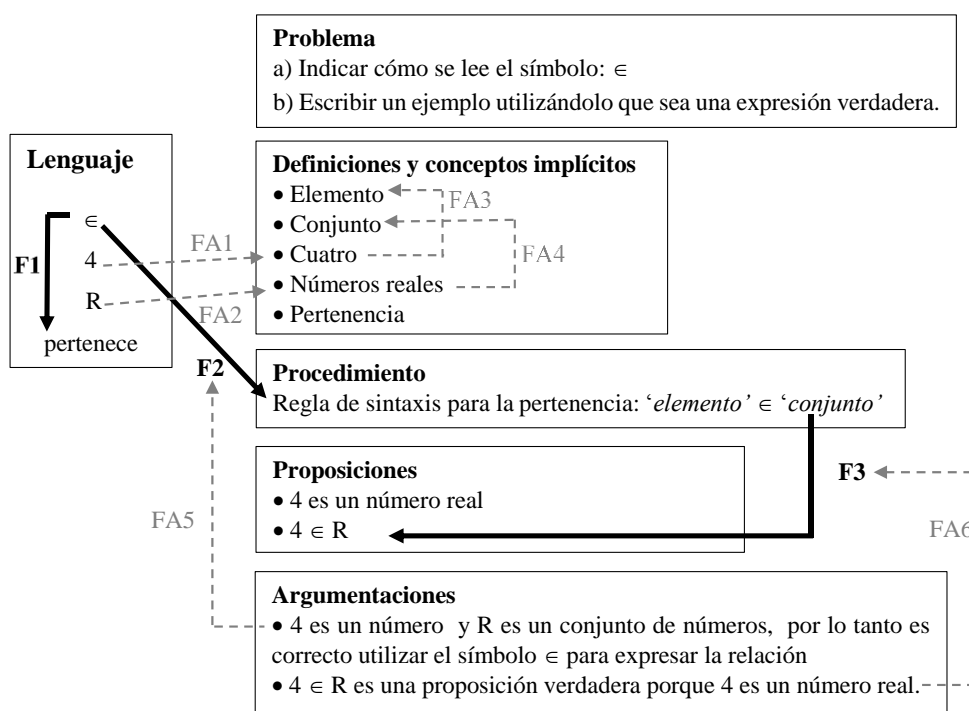 Problema
a) Indicar cómo se lee el símbolo: ∈
b) Escribir un ejemplo utilizándolo que sea una expresión verdadera.
Lenguaje
∈
4
R
pertenece
F1
Definiciones y conceptos implícitos
• Elemento
• Conjunto
• Cuatro
• Números reales
• Pertenencia
FA1
FA2
FA3
FA4
F2
Procedimiento
Regla de sintaxis para la pertenencia: ‘elemento’ ∈ ‘conjunto’
Proposiciones
• 4 es un número real
• 4 ∈ R
F3
FA5
FA6
Argumentaciones
• 4 es un número y R es un conjunto de números, por lo tanto es
correcto utilizar el símbolo ∈ para expresar la relación
• 4 ∈ R es una proposición verdadera porque 4 es un número real.